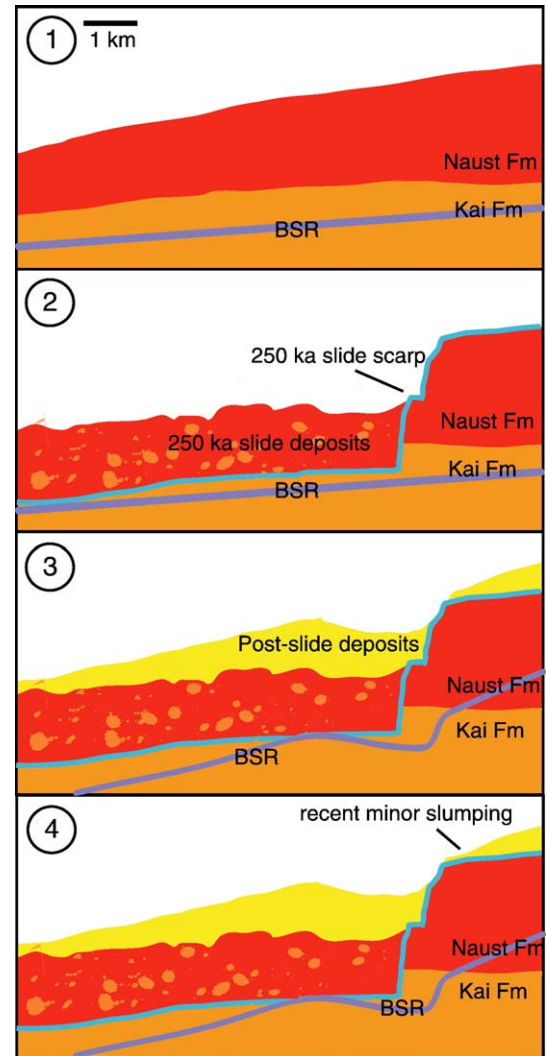 1
1 km
Naust Fm
Kai Fm
BSR
2
250 ka slide scarp
Naust Fm
250 ka slide deposits
Kai Fm
BSR
3
Post-slide deposits
Naust Fm
Kai Fm
BSR
4
recent minor slumping
Naust Fm
Kai Fm
BSR